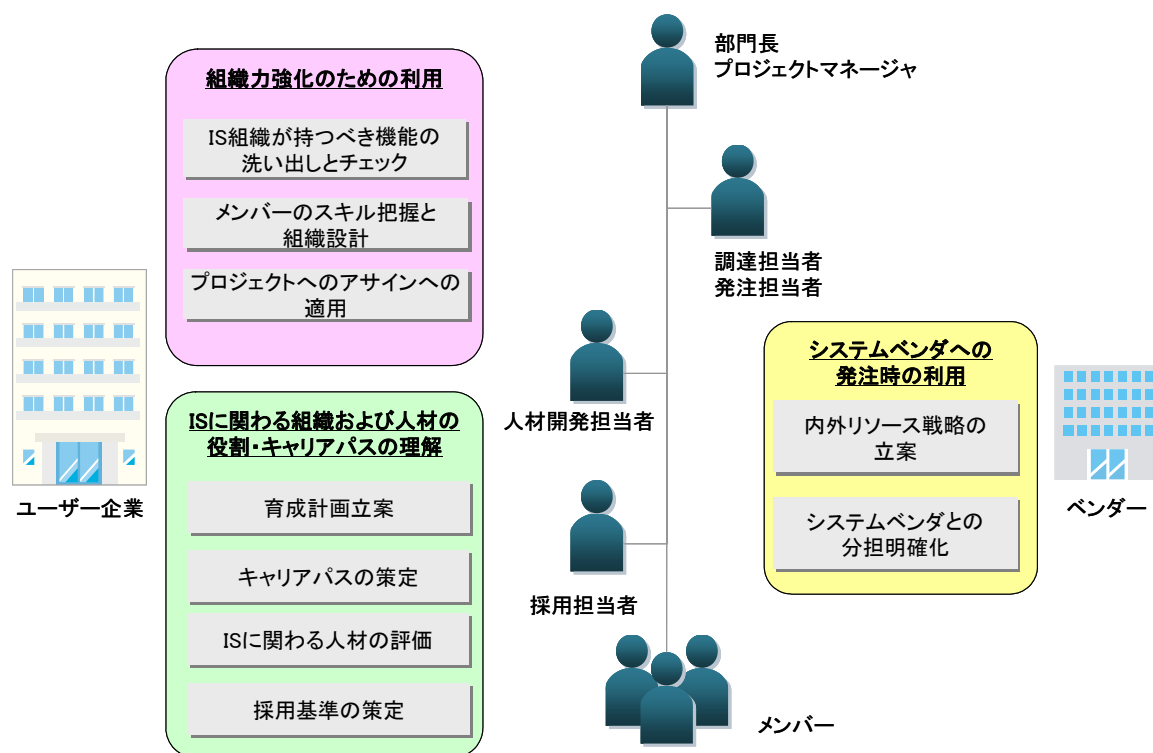 組織力強化のための利用
IS組織が持つべき機能の
洗い出しとチェック
メンバーのスキル把握と
組織設計
プロジェクトへのアサインへの
適用
ISに関わる組織および人材の
役割・キャリアパスの理解
育成計画立案
キャリアパスの策定
ISに関わる人材の評価
採用基準の策定
ユーザー企業
部門長
プロジェクトマネージャ
調達担当者
発注担当者
人材開発担当者
採用担当者
メンバー
システムベンダへの
発注時の利用
内外リソース戦略の
立案
システムベンダとの
分担明確化
ベンダー